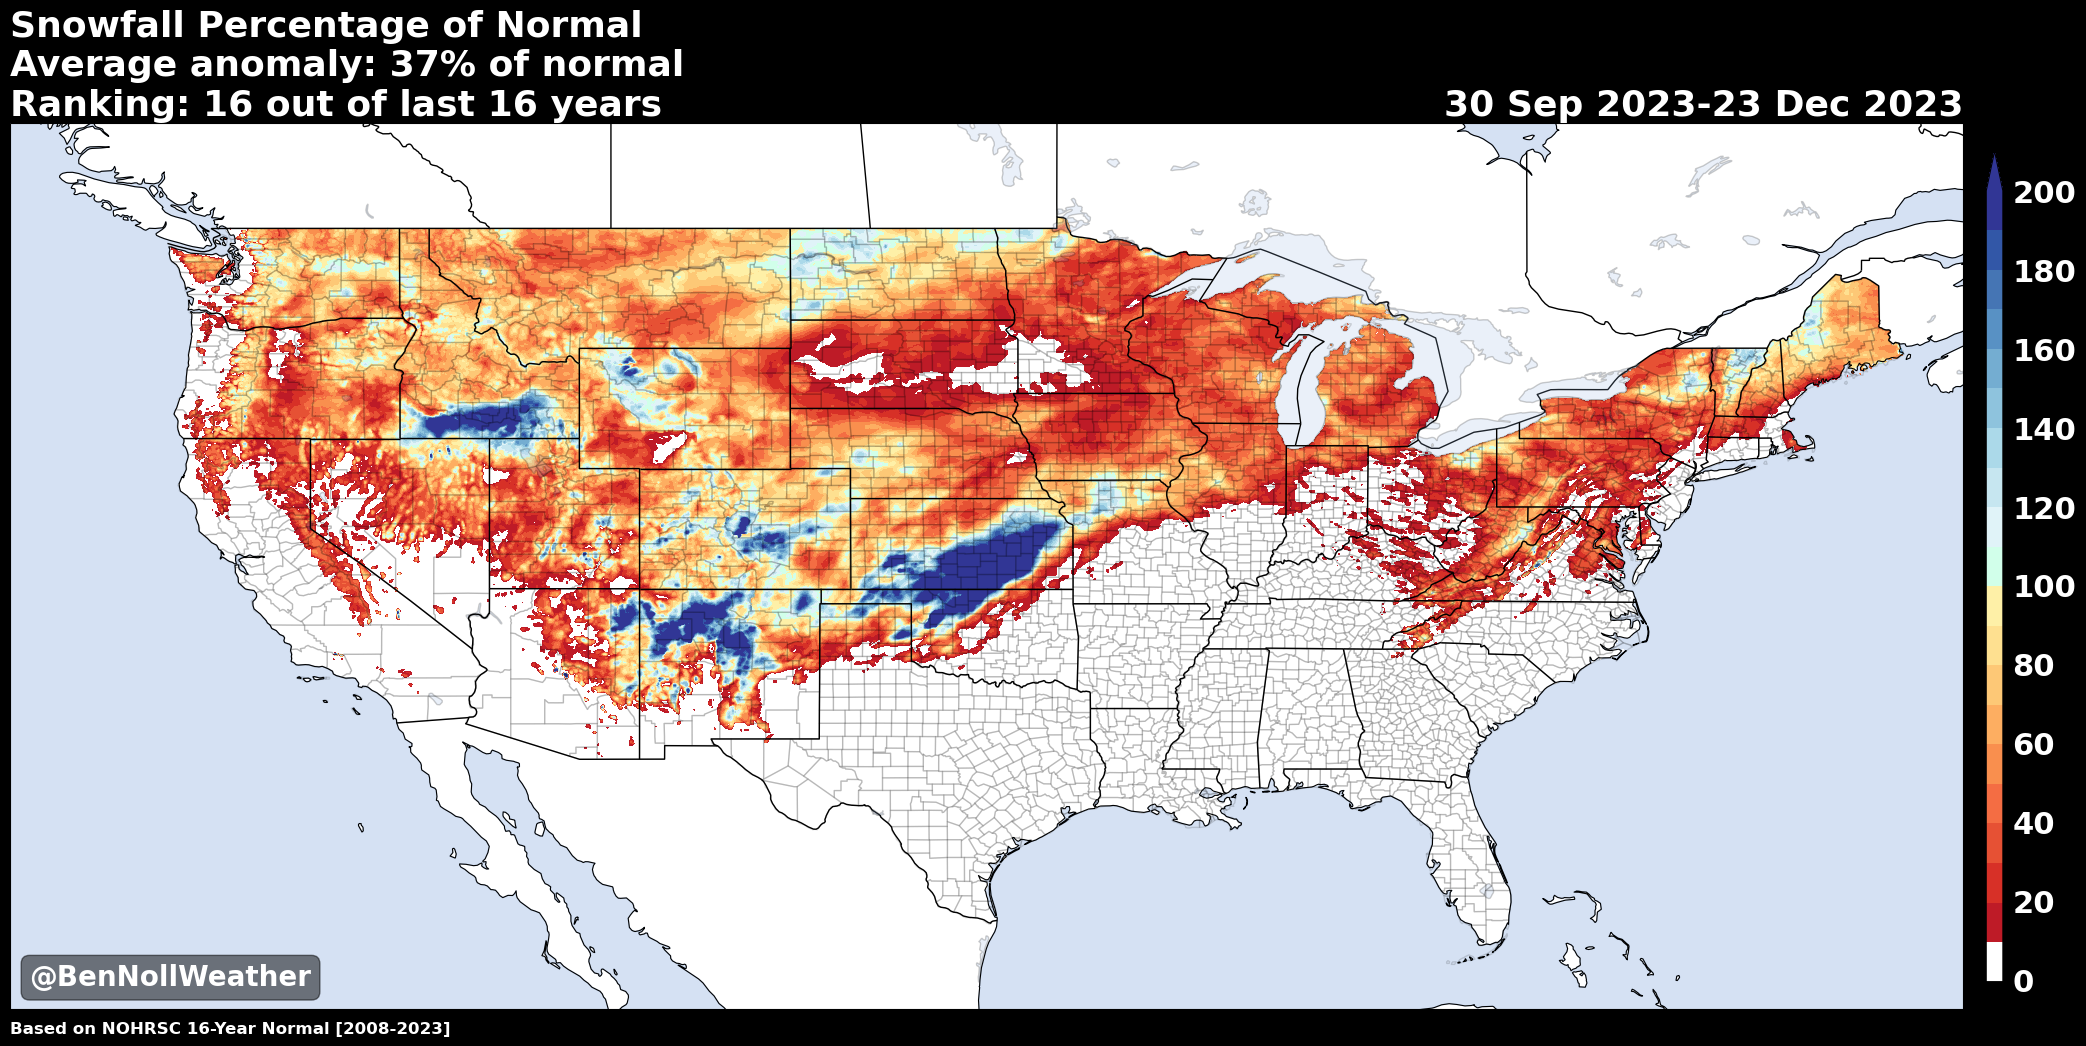 Snowfall Percentage of Normal
Average anomaly: 37% of normal
Ranking: 16 out of last 16 years
30 Sep 2023-23 Dec 2023
200
180
160
140
120
100
80
60
40
20
0
@BenNollWeather
Based on NOHRSC 16-Year Normal [2008-2023]